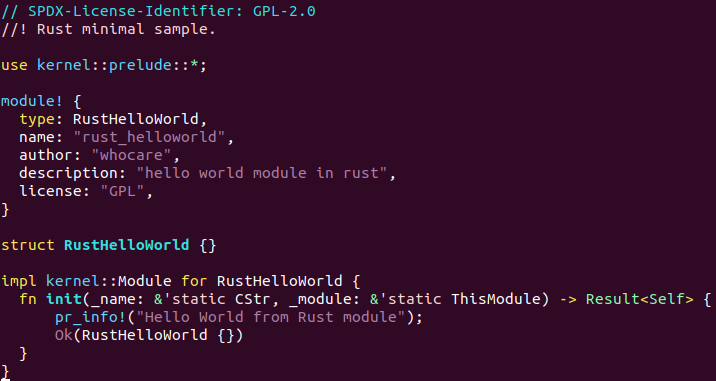 // SPDX-License-Identifier: GPL-2.0
//! Rust minimal sample.

use kernel::prelude::*;

module! {
  type: RustHelloWorld,
  name: "rust_helloworld",
  author: "whocare",
  description: "hello world module in rust",
  license: "GPL",
}

struct RustHelloWorld {}

impl kernel::Module for RustHelloWorld {
  fn init(_name: &'static CStr, _module: &'static ThisModule) -> Result<Self> {
      pr_info!("Hello World from Rust module");
      Ok(RustHelloWorld {})
  }
}